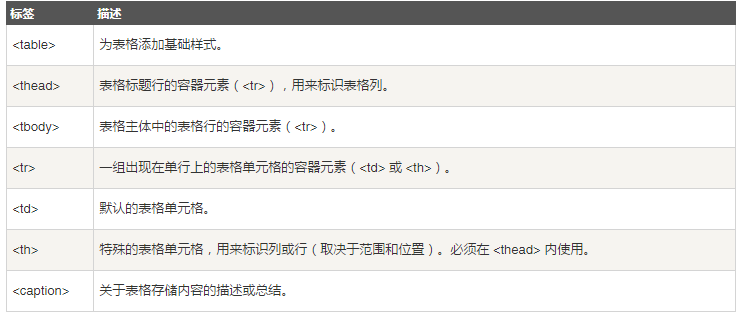 标签 描述
<table> 为表格添加基础样式。
<thead> 表格标题行的容器元素（<tr>），用来标识表格列。
<tbody> 表格主体中的表格行的容器元素（<tr>）。
<tr> 一组出现在单行上的表格单元格的容器元素（<td> 或 <th>）。
<td> 默认的表格单元格。
<th> 特殊的表格单元格，用来标识列或行（取决于范围和位置）。必须在 <thead> 内使用。
<caption> 关于表格存储内容的描述或总结。